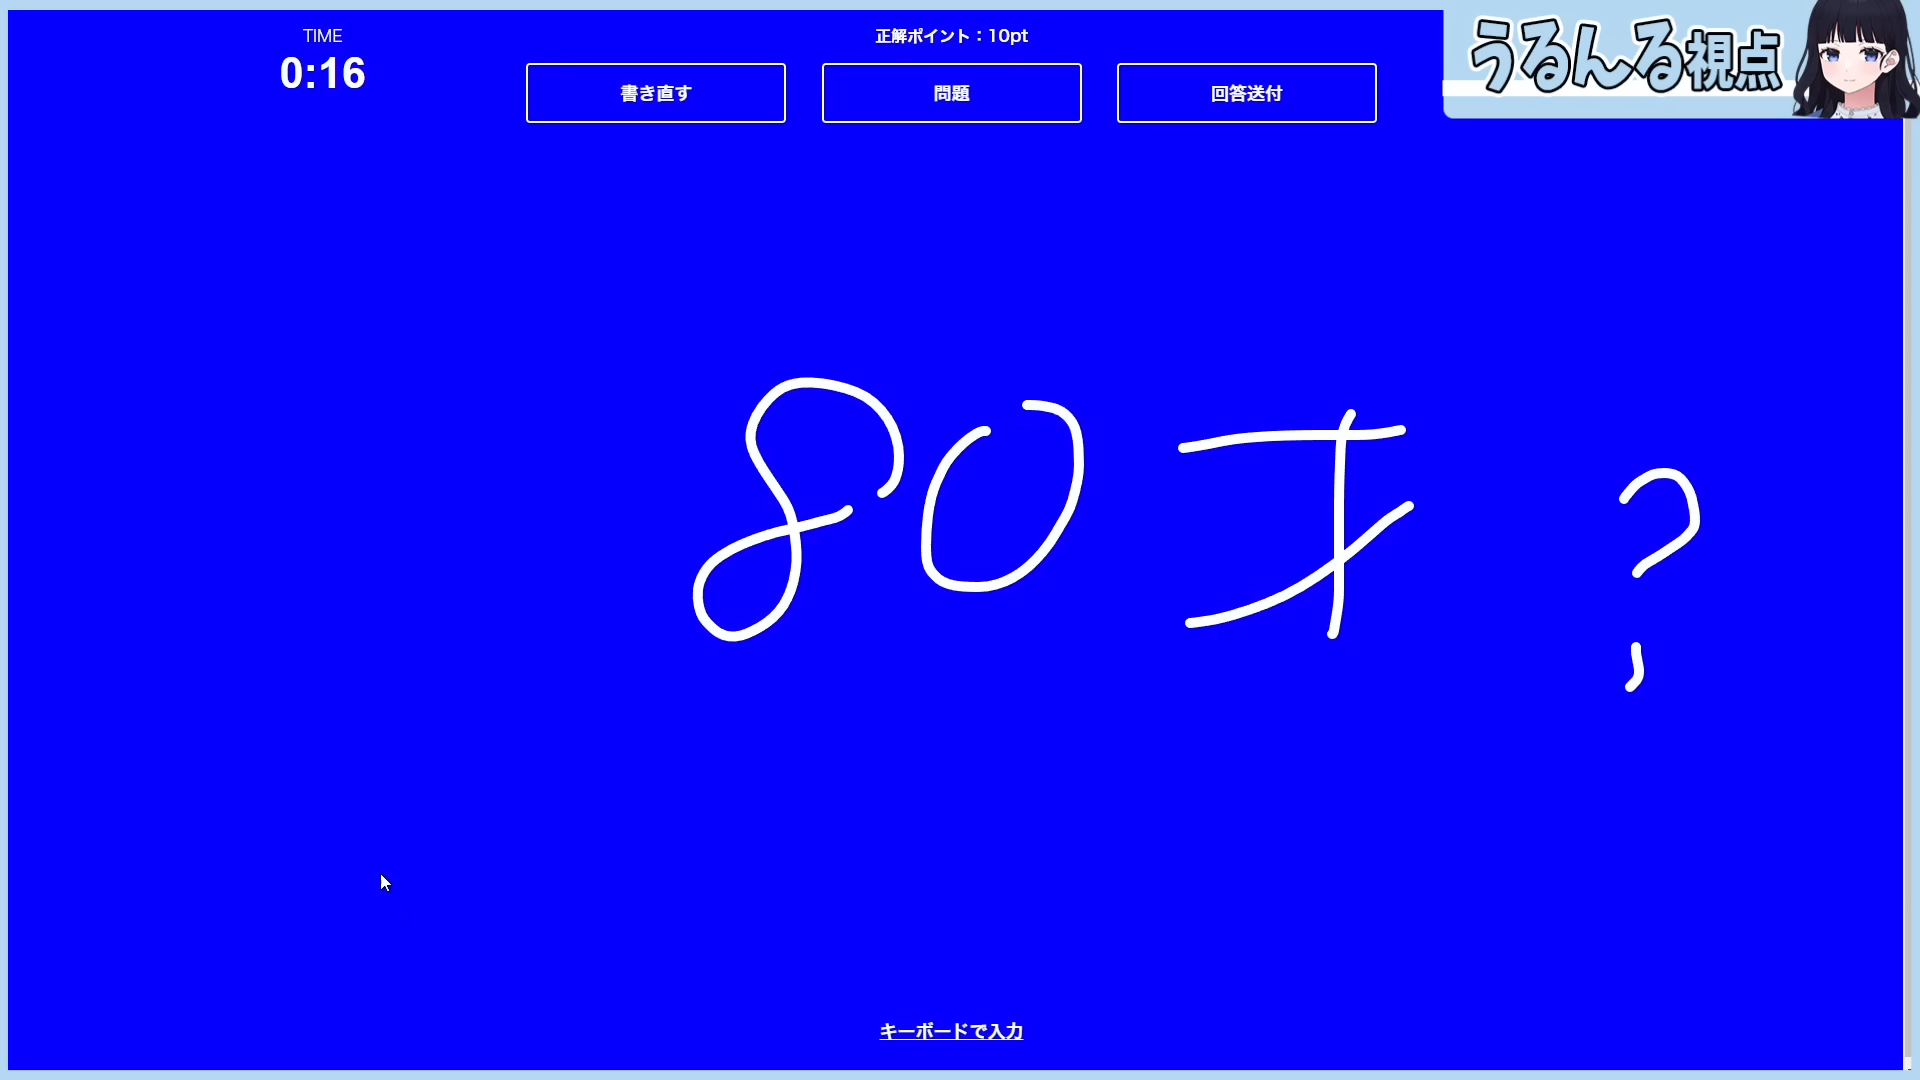 TIME
0:16
正解ポイント：10pt
書き直す
問題
回答送付
うるんる視点
80才 ?
キーボードで入力